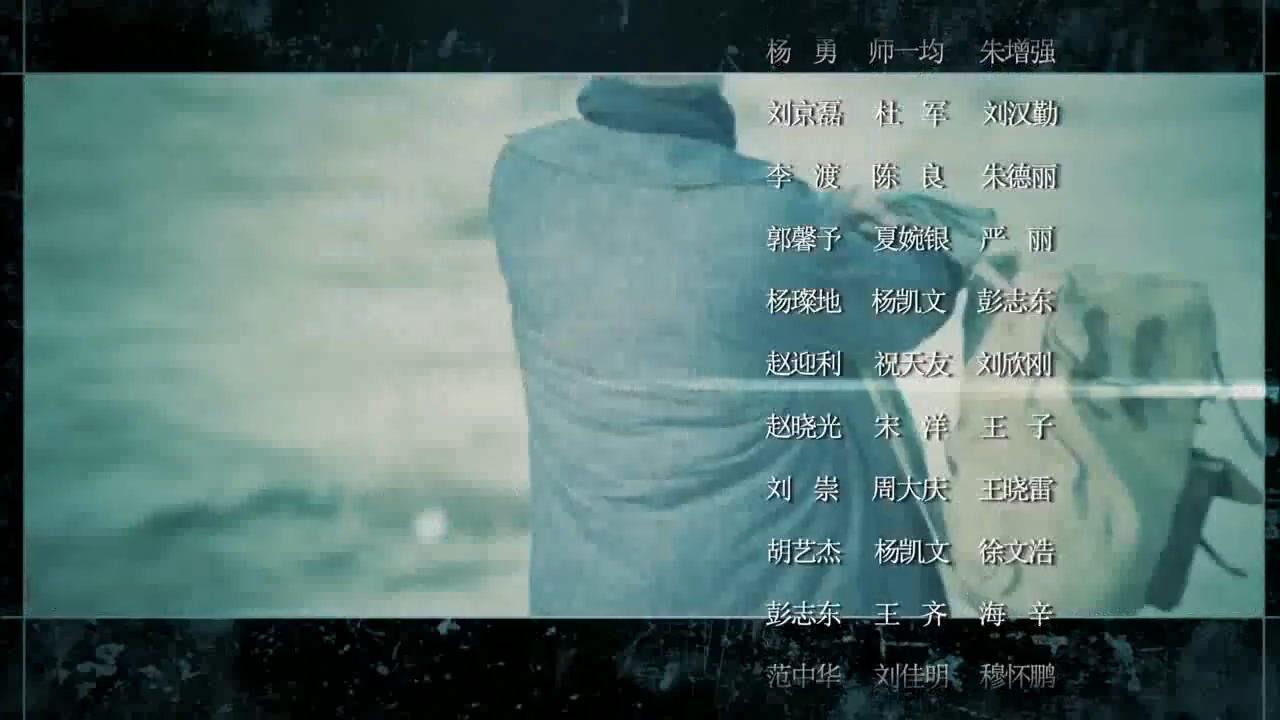 杨　勇　师一均　朱增强
刘京磊　杜　军　刘汉勤
李　渡　陈　良　朱德丽
郭馨予　夏婉银　严　丽
杨璨地　杨凯文　彭志东
赵迎利　祝天友　刘欣刚
赵晓光　宋　洋　王　子
刘　崇　周大庆　王晓雷
胡艺杰　杨凯文　徐文浩
彭志东　王　齐　海　辛
范中华　刘佳明　穆怀鹏